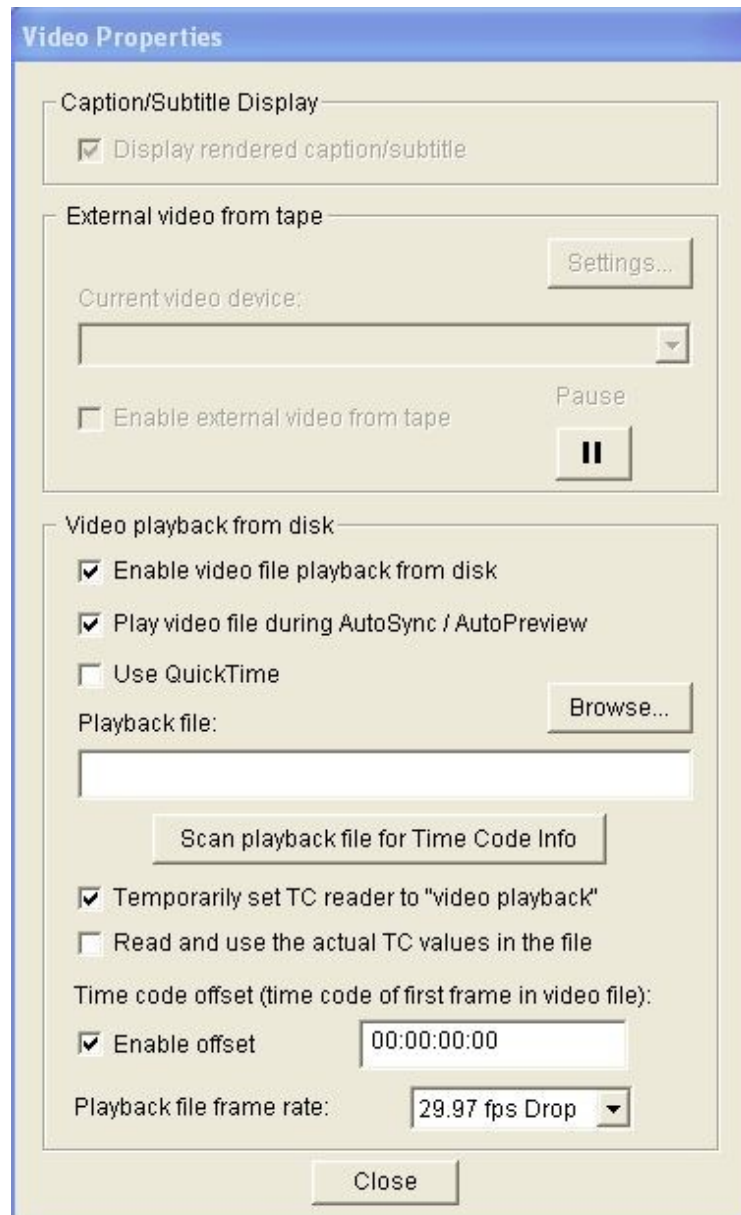 Video Properties
Caption/Subtitle Display
Display rendered caption/subtitle
External video from tape
Settings...
Current video device:
Enable external video from tape
Pause
Video playback from disk
Enable video file playback from disk
Play video file during AutoSync / AutoPreview
Use QuickTime
Browse...
Playback file:
Scan playback file for Time Code Info
Temporarily set TC reader to "video playback"
Read and use the actual TC values in the file
Time code offset (time code of first frame in video file):
Enable offset 00:00:00:00
Playback file frame rate: 29.97 fps Drop
Close